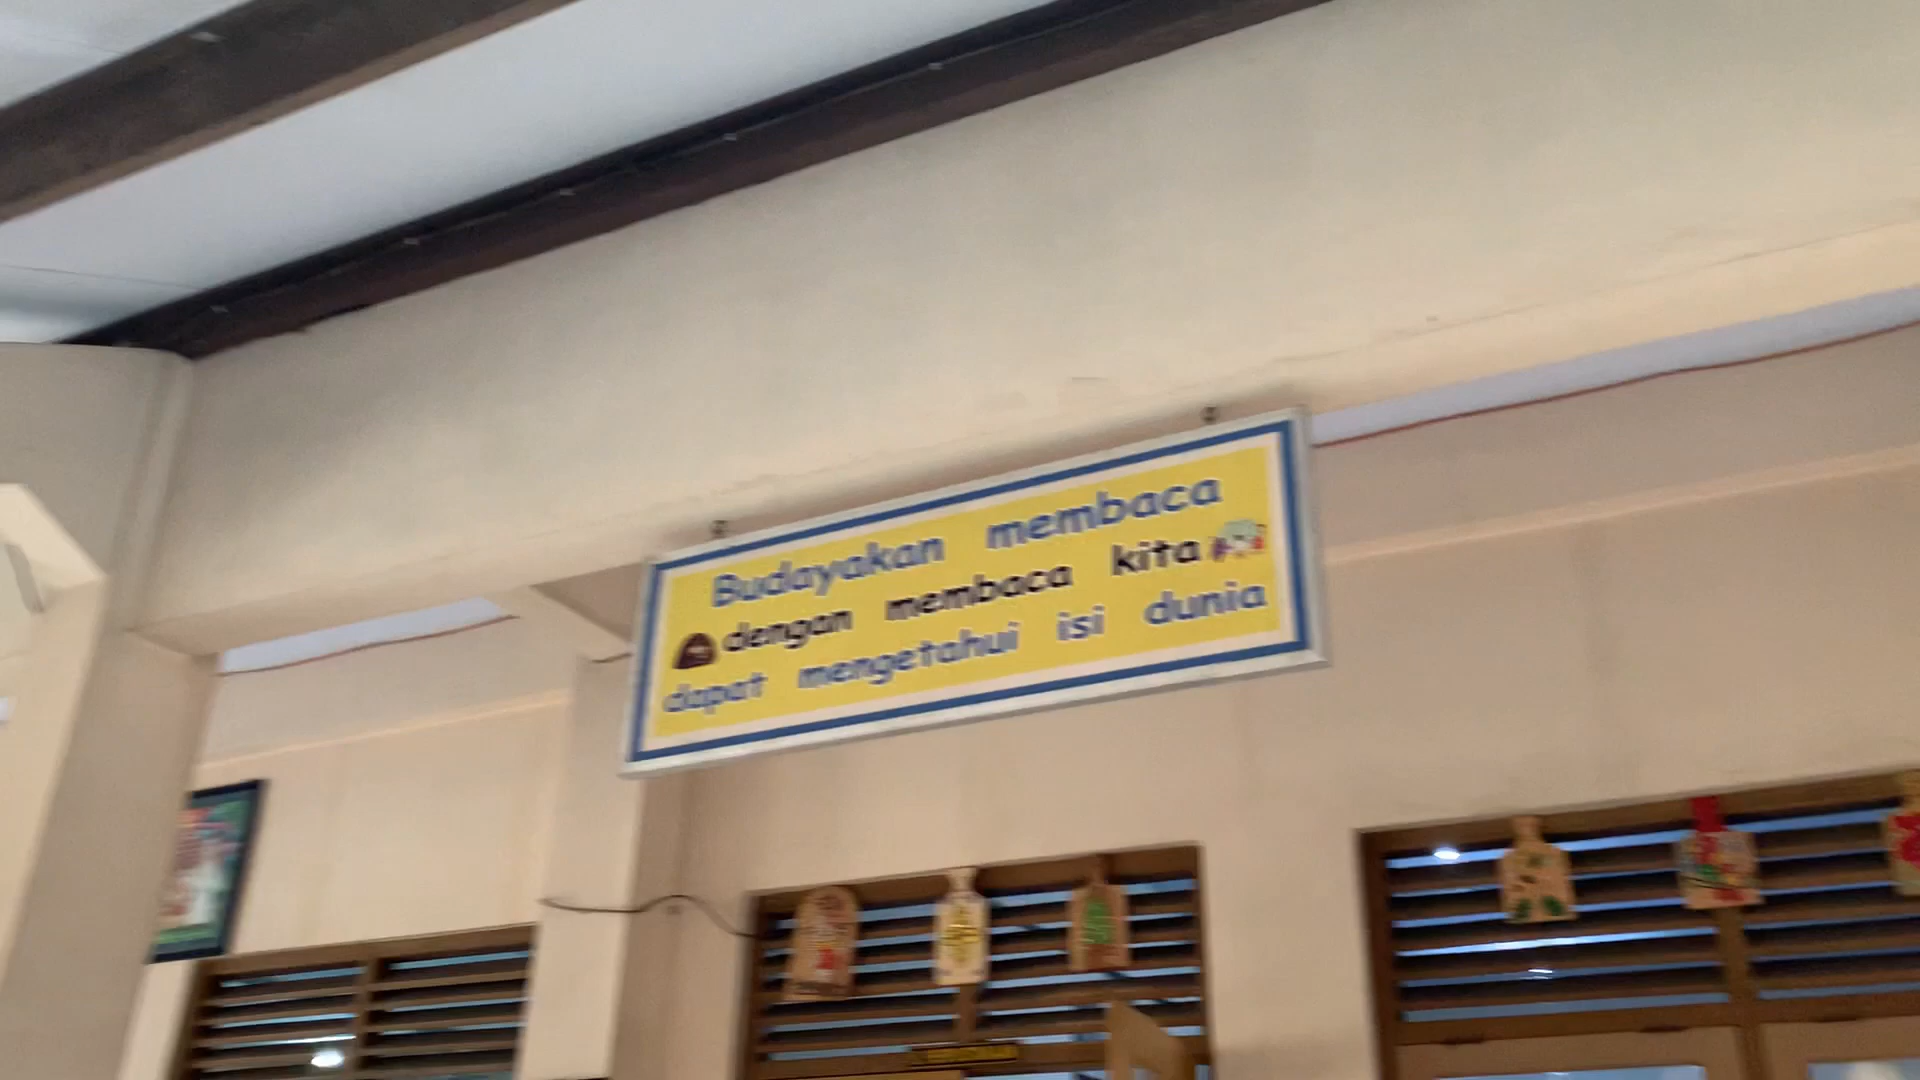 Budayakan membaca
dengan membaca kita
dapat mengetahui isi dunia